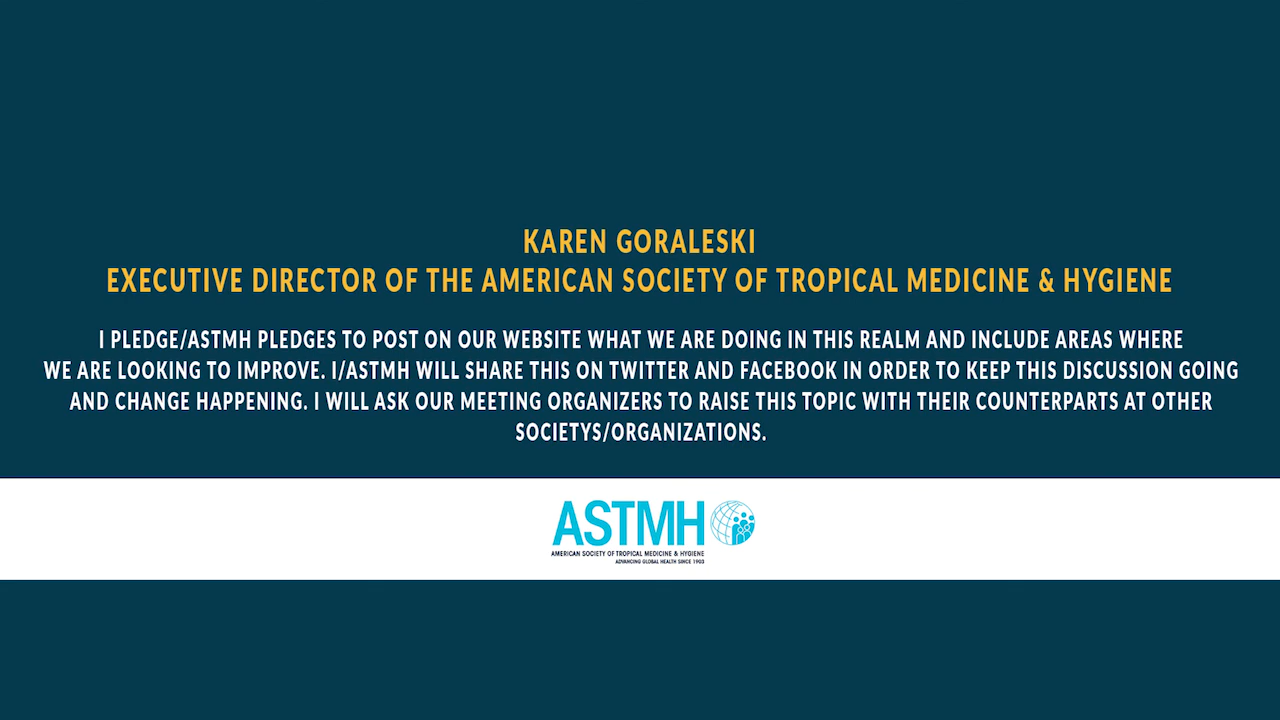 KAREN GORALESKI
EXECUTIVE DIRECTOR OF THE AMERICAN SOCIETY OF TROPICAL MEDICINE & HYGIENE
I PLEDGE/ASTMH PLEDGES TO POST ON OUR WEBSITE WHAT WE ARE DOING IN THIS REALM AND INCLUDE AREAS WHERE
WE ARE LOOKING TO IMPROVE. I/ASTMH WILL SHARE THIS ON TWITTER AND FACEBOOK IN ORDER TO KEEP THIS DISCUSSION GOING
AND CHANGE HAPPENING. I WILL ASK OUR MEETING ORGANIZERS TO RAISE THIS TOPIC WITH THEIR COUNTERPARTS AT OTHER
SOCIETYS/ORGANIZATIONS.
ASTMH
AMERICAN SOCIETY OF TROPICAL MEDICINE & HYGIENE
ADVANCING GLOBAL HEALTH SINCE 1903